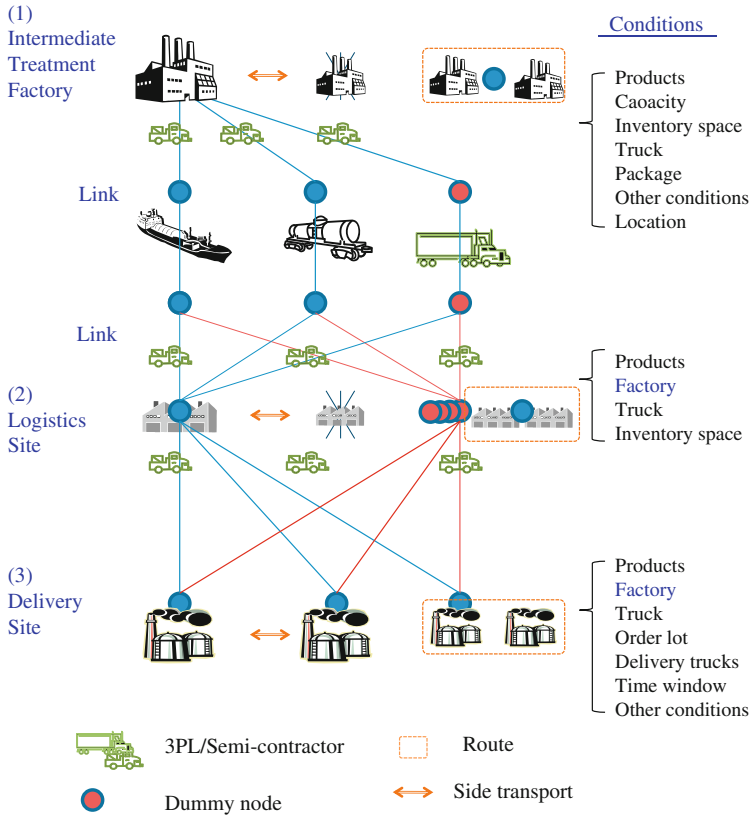 (1)
Intermediate
Treatment
Factory
Conditions
Products
Caoacity
Inventory space
Truck
Package
Other conditions
Location
Link
Link
(2)
Logistics
Site
Products
Factory
Truck
Inventory space
(3)
Delivery
Site
Products
Factory
Truck
Order lot
Delivery trucks
Time window
Other conditions
3PL/Semi-contractor
Route
Dummy node
Side transport